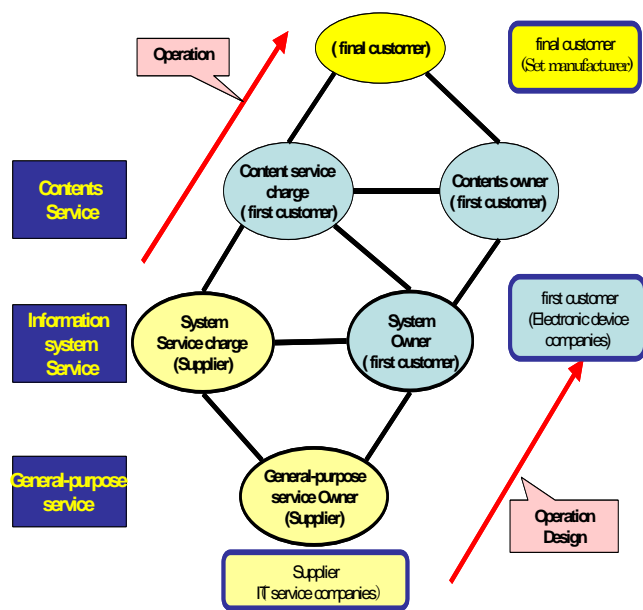 ( final customer)
Operation
final customer
(Set manufacturer)
Content service
charge
( first customer)
Contents owner
( first customer)
Contents
Service
Information
system
Service
System
Service charge
(Supplier)
System
Owner
( first customer)
first customer
(Electronic device
companies)
General-purpose
service
General-purpose
service Owner
(Supplier)
Operation
Design
Supplier
IT service companies)